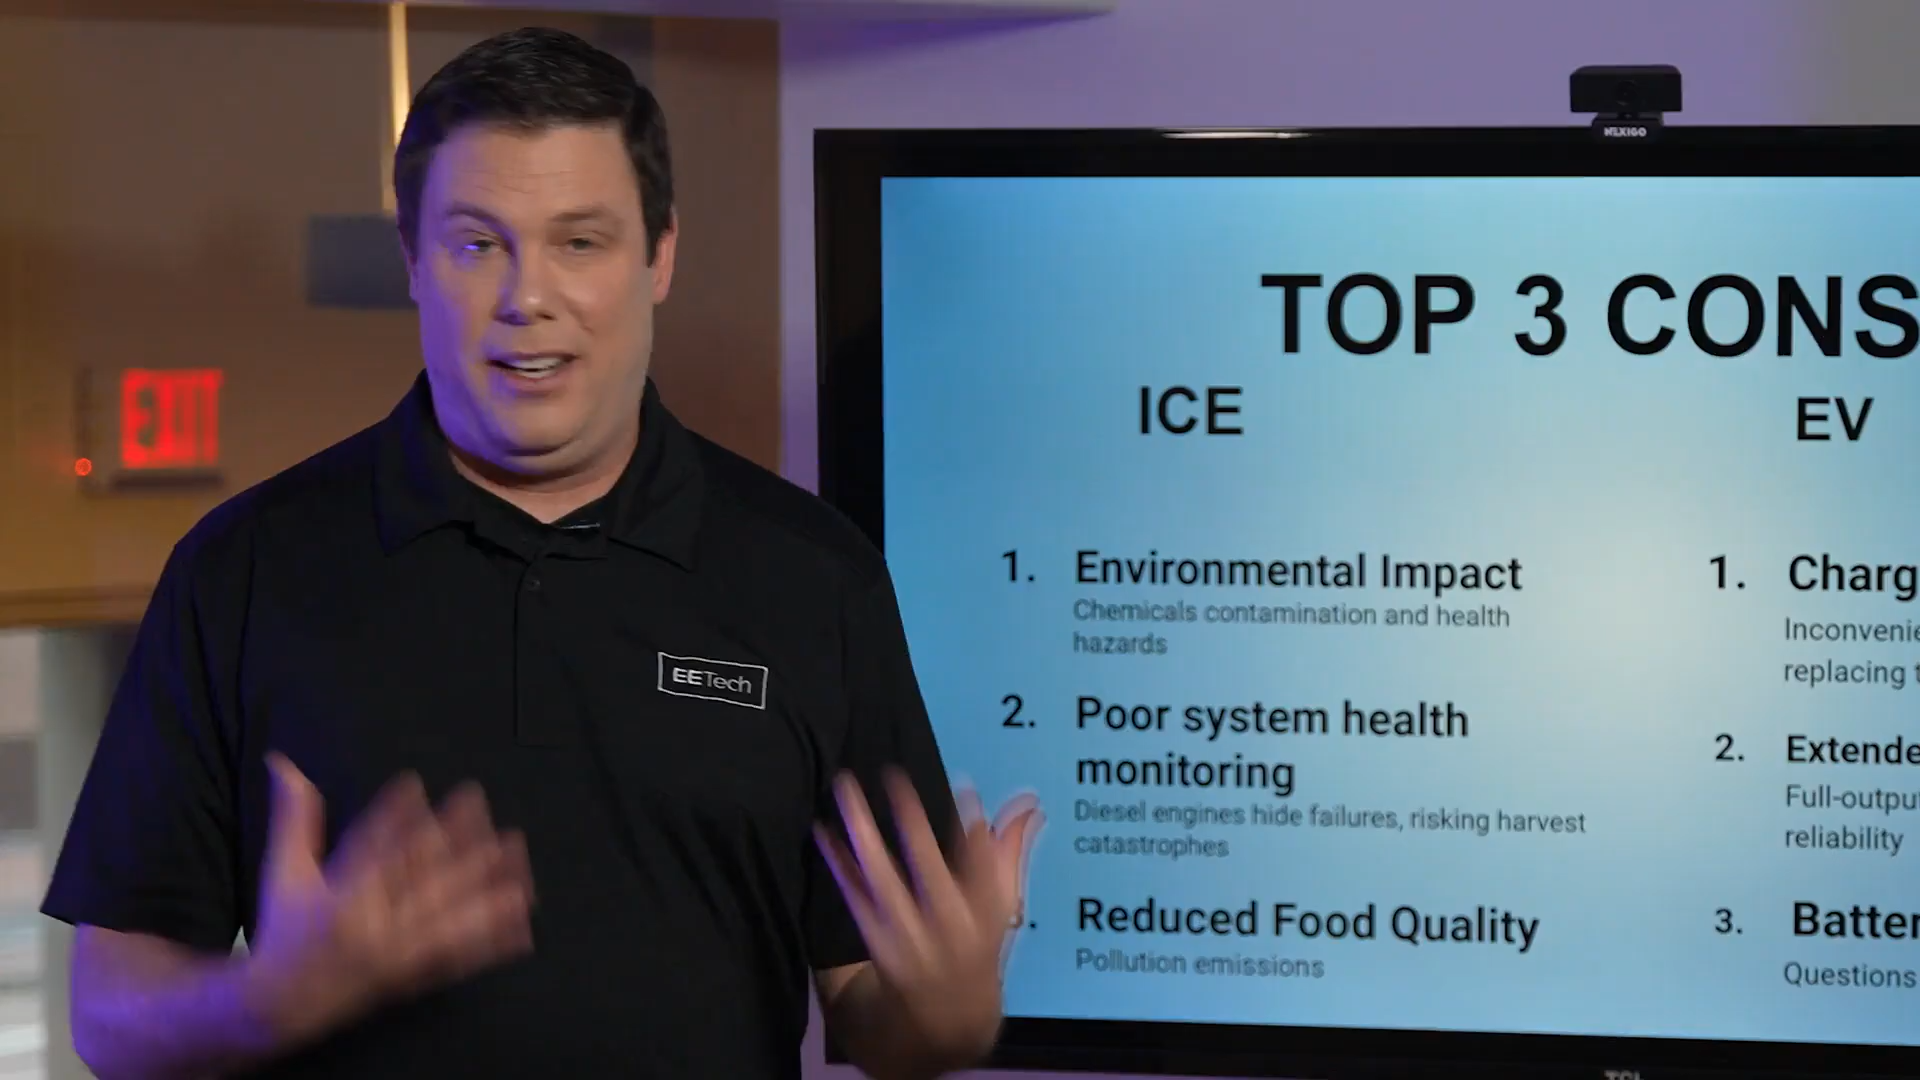 NEXIGO
TOP 3 CONS
ICE
EV
EXIT
1. Environmental Impact
Chemicals contamination and health
hazards
2. Poor system health
monitoring
Diesel engines hide failures, risking harvest
catastrophes
Reduced Food Quality
Pollution emissions
1. Charg
Inconvenie
replacing t
2. Extende
Full-output
reliability
3. Batter
Questions
EETech
TCL